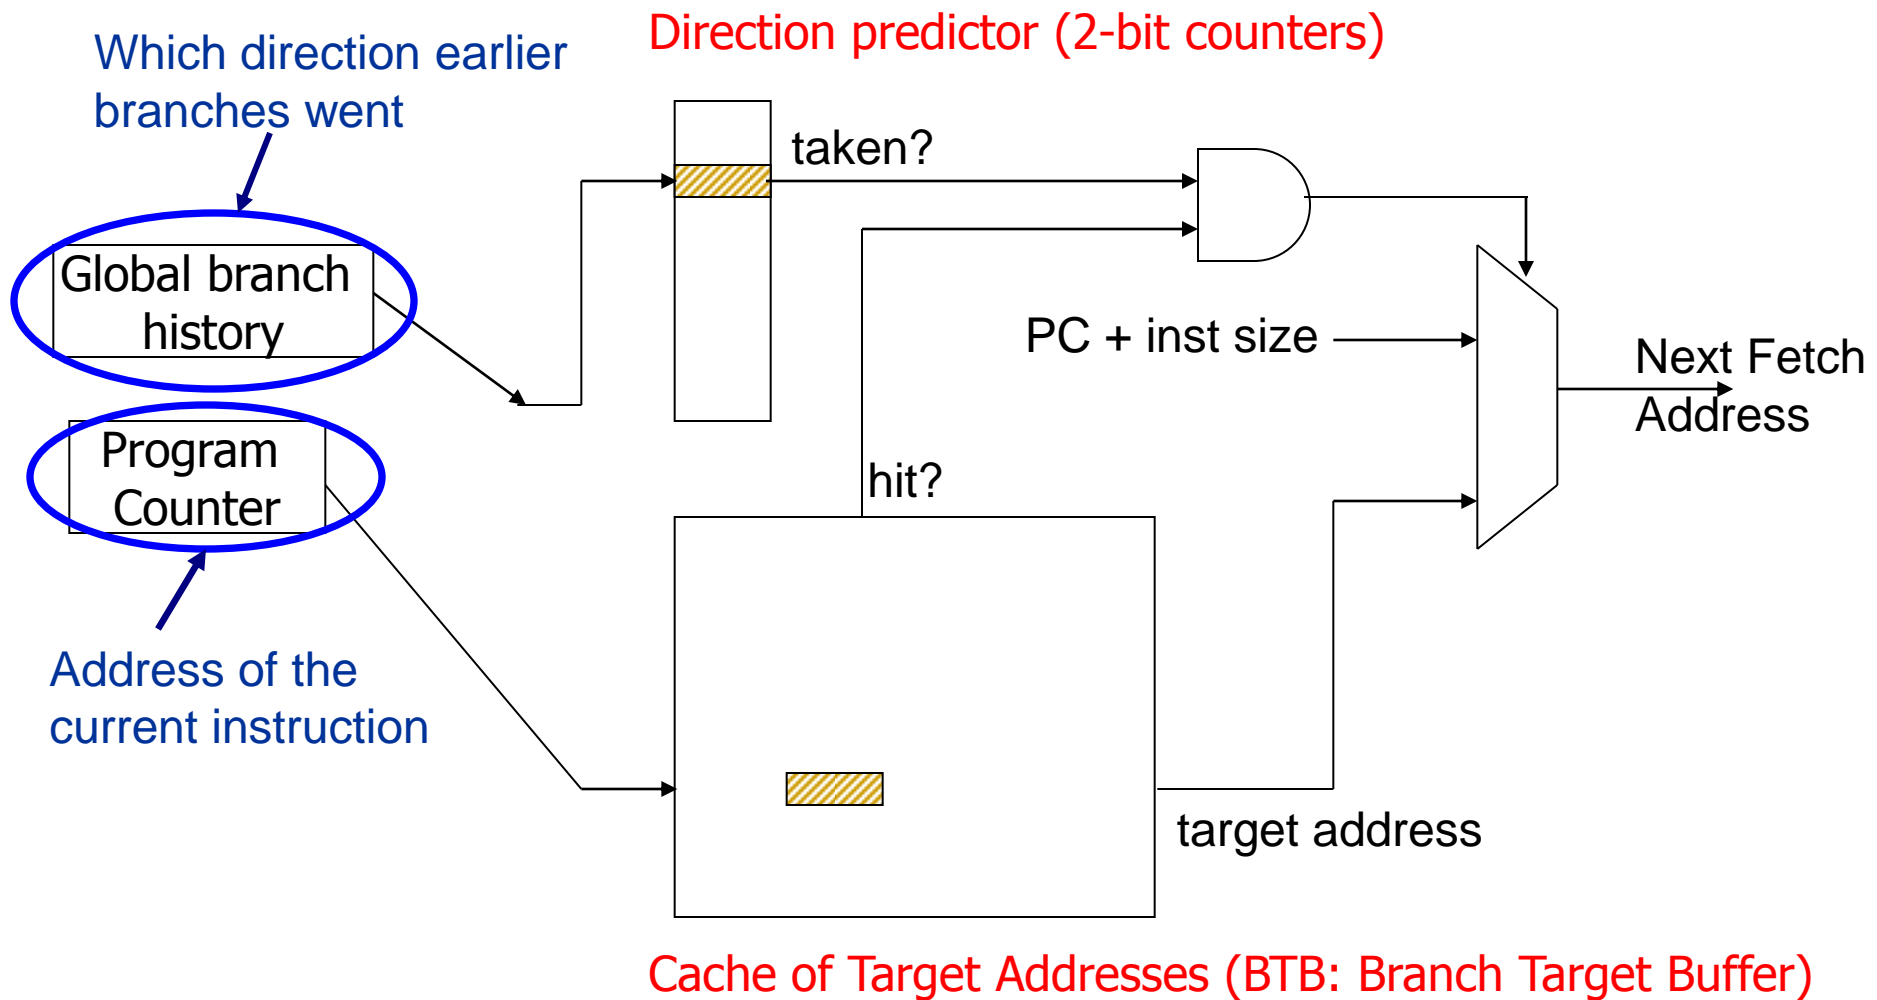 Direction predictor (2-bit counters)
Which direction earlier
branches went
taken?
Global branch
history
PC + inst size
Next Fetch
Address
Program
Counter
hit?
Address of the
current instruction
target address
Cache of Target Addresses (BTB: Branch Target Buffer)